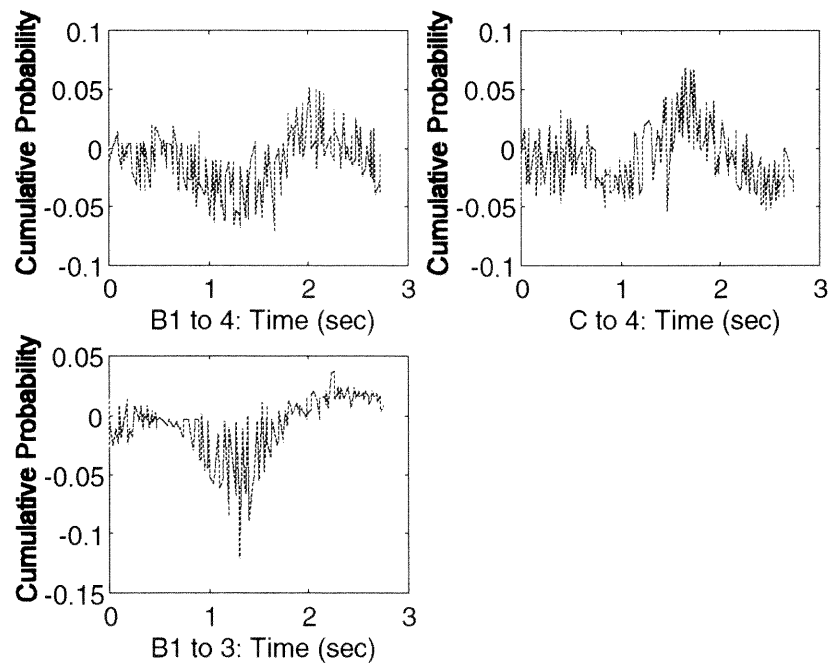 Cumulative Probability
0.1
0.05
0
-0.05
-0.1
0 1 2 3
B1 to 4: Time (sec)
Cumulative Probability
0.1
0.05
0
-0.05
-0.1
0 1 2 3
C to 4: Time (sec)
Cumulative Probability
0.05
0
-0.05
-0.1
-0.15
0 1 2 3
B1 to 3: Time (sec)